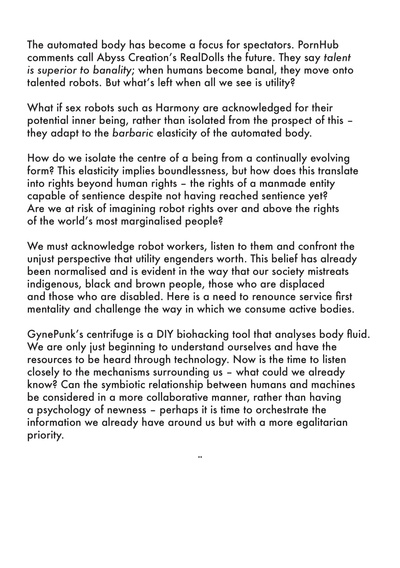 The automated body has become a focus for spectators. PornHub
comments call Abyss Creation's RealDolls the future. They say talent
is superior to banality; when humans become banal, they move onto
talented robots. But what's left when all we see is utility?
What if sex robots such as Harmony are acknowledged for their
potential inner being, rather than isolated from the prospect of this –
they adapt to the barbaric elasticity of the automated body.
How do we isolate the centre of a being from a continually evolving
form? This elasticity implies boundlessness, but how does this translate
into rights beyond human rights – the rights of a manmade entity
capable of sentience despite not having reached sentience yet?
Are we at risk of imagining robot rights over and above the rights
of the world's most marginalised people?
We must acknowledge robot workers, listen to them and confront the
unjust perspective that utility engenders worth. This belief has already
been normalised and is evident in the way that our society mistreats
indigenous, black and brown people, those who are displaced
and those who are disabled. Here is a need to renounce service first
mentality and challenge the way in which we consume active bodies.
GynePunk's centrifuge is a DIY biohacking tool that analyses body fluid.
We are only just beginning to understand ourselves and have the
resources to be heard through technology. Now is the time to listen
closely to the mechanisms surrounding us – what could we already
know? Can the symbiotic relationship between humans and machines
be considered in a more collaborative manner, rather than having
a psychology of newness – perhaps it is time to orchestrate the
information we already have around us but with a more egalitarian
priority.